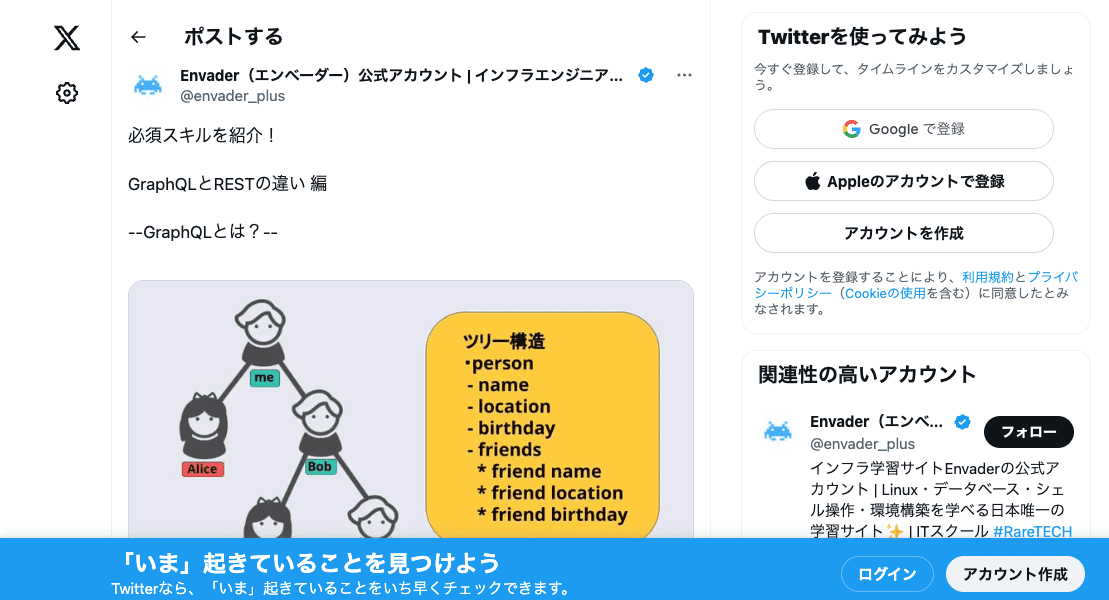 ポストする
Envader（エンベーダー）公式アカウント | インフラエンジニア...
@envader_plus
必須スキルを紹介！
GraphQLとRESTの違い 編
--GraphQLとは？--
me
Alice
Bob
ツリー構造
・person
- name
- location
- birthday
- friends
* friend name
* friend location
* friend birthday
Twitterを使ってみよう
今すぐ登録して、タイムラインをカスタマイズしましょ
う。
Google で登録
Appleのアカウントで登録
アカウントを作成
アカウントを登録することにより、利用規約とプライバ
シーポリシー（Cookieの使用を含む）に同意したとみ
なされます。
関連性の高いアカウント
Envader（エンベ...
フォロー
@envader_plus
インフラ学習サイトEnvaderの公式ア
カウント | Linux・データベース・シェ
ル操作・環境構築を学べる日本唯一の
学習サイト✨ | ITスクール #RareTECH
「いま」起きていることを見つけよう
Twitterなら、「いま」起きていることをいち早くチェックできます。
ログイン
アカウント作成